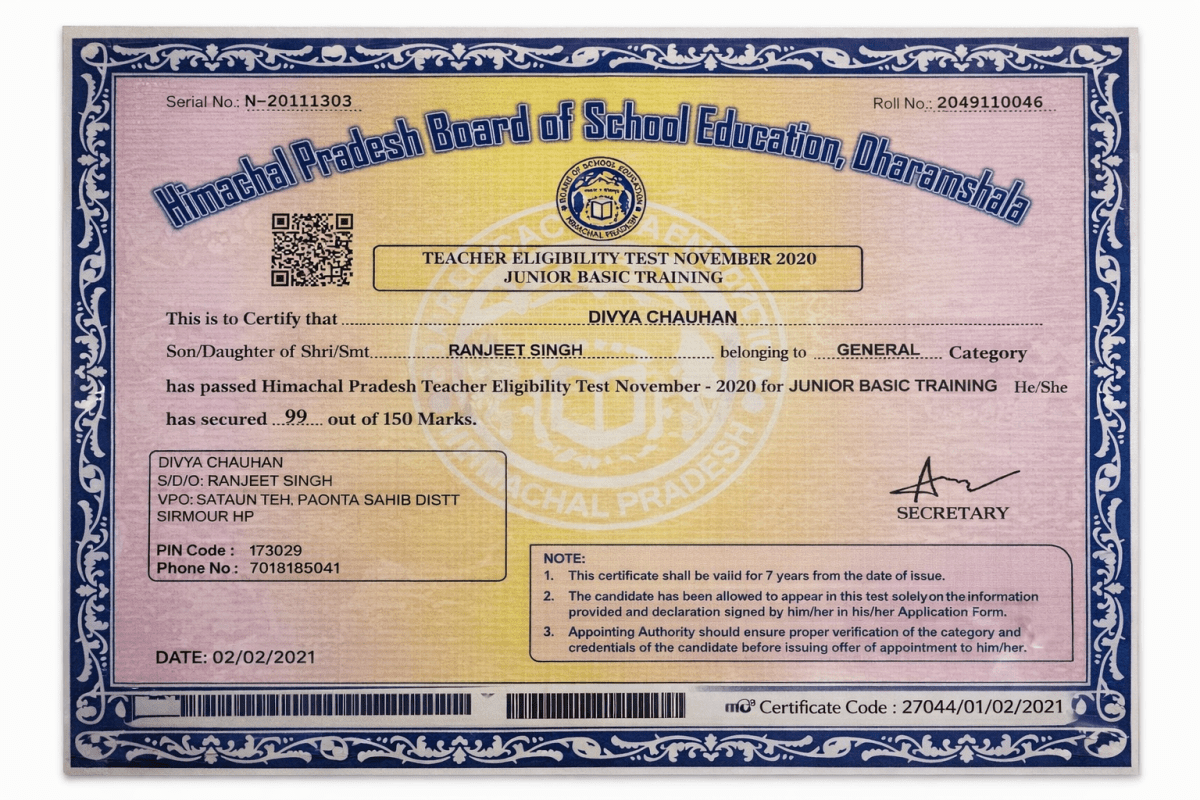 Serial No.: N-20111303
Roll No.: 2049110046
Himachal Pradesh Board of School Education, Dharamshala
BOARD OF SCHOOL EDUCATION
HIMACHAL PRADESH
TEACHER ELIGIBILITY TEST NOVEMBER 2020
JUNIOR BASIC TRAINING
This is to Certify that DIVYA CHAUHAN
Son/Daughter of Shri/Smt. RANJEET SINGH belonging to GENERAL Category
has passed Himachal Pradesh Teacher Eligibility Test November - 2020 for JUNIOR BASIC TRAINING He/She
has secured 99 out of 150 Marks.
HIMACHAL PRADESH
DIVYA CHAUHAN
S/D/O: RANJEET SINGH
VPO: SATAUN TEH. PAONTA SAHIB DISTT
SIRMOUR HP
PIN Code : 173029
Phone No : 7018185041
SECRETARY
NOTE:
1. This certificate shall be valid for 7 years from the date of issue.
2. The candidate has been allowed to appear in this test solely on the information
provided and declaration signed by him/her in his/her Application Form.
3. Appointing Authority should ensure proper verification of the category and
credentials of the candidate before issuing offer of appointment to him/her.
DATE: 02/02/2021
Certificate Code : 27044/01/02/2021